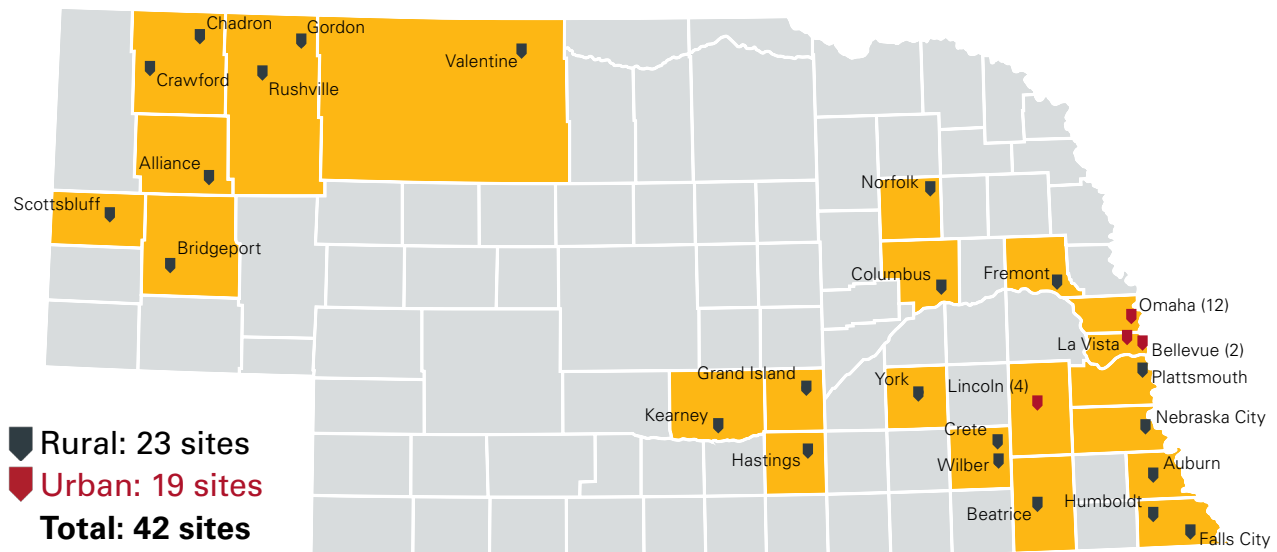 Chadron
Gordon
Valentine
Crawford
Rushville
Alliance
Norfolk
Scottsbluff
Bridgeport
Columbus
Fremont
Omaha (12)
La Vista
Bellevue (2)
Plattsmouth
Grand Island
York
Lincoln (4)
Kearney
Nebraska City
Crete
Hastings
Wilber
Auburn
Humboldt
Beatrice
Falls City
Rural: 23 sites
Urban: 19 sites
Total: 42 sites